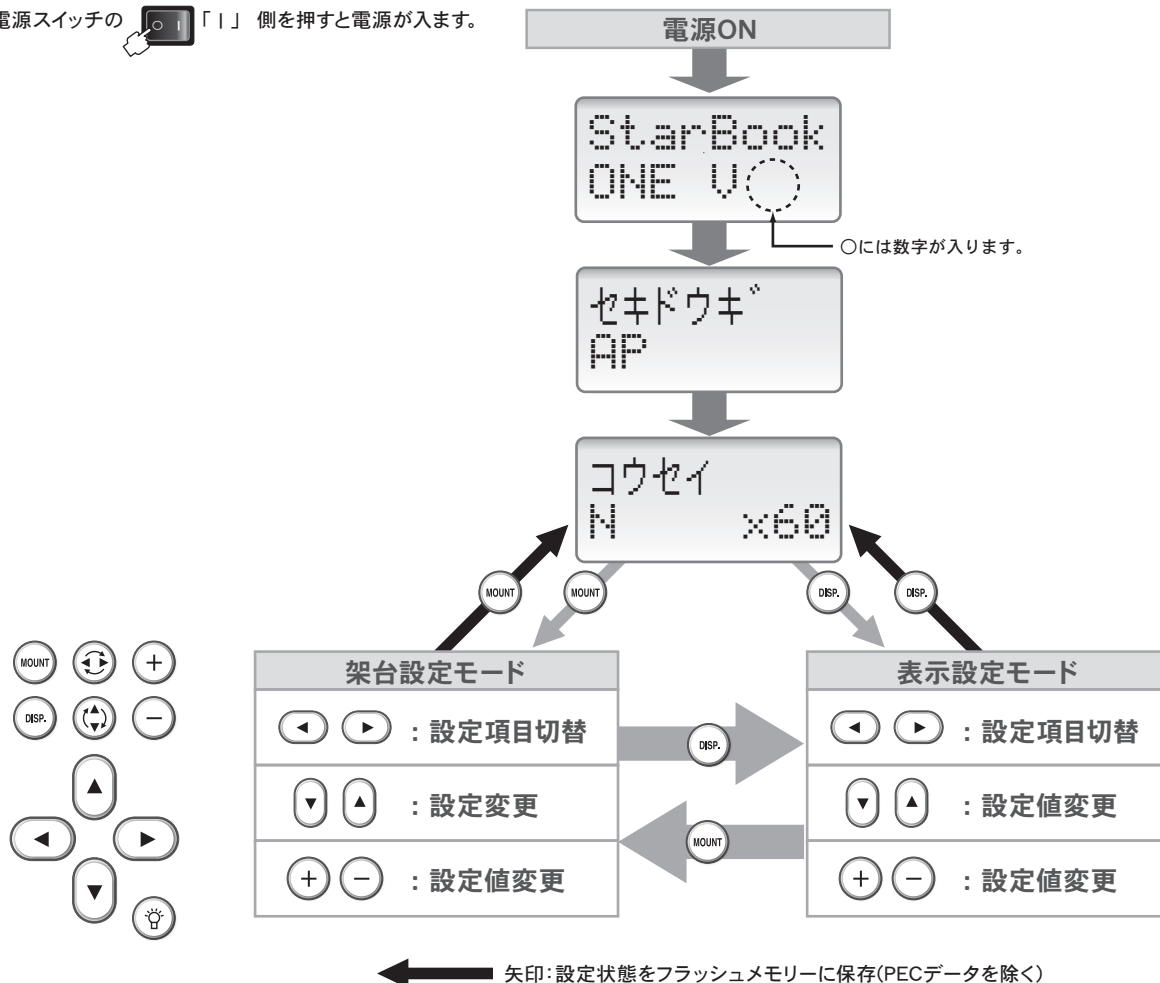 電源スイッチの ○ | 「 | 」 側を押すと電源が入ます。
電源ON
StarBook
ONE V
○には数字が入ります。
セキドウギ
AP
コウセイ
N ×60
MOUNT MOUNT DISP. DISP.
MOUNT +
DISP. −
架台設定モード
：設定項目切替
：設定変更
+ − ：設定値変更
DISP.
MOUNT
表示設定モード
：設定項目切替
：設定値変更
+ − ：設定値変更
矢印：設定状態をフラッシュメモリーに保存(PECデータを除く)